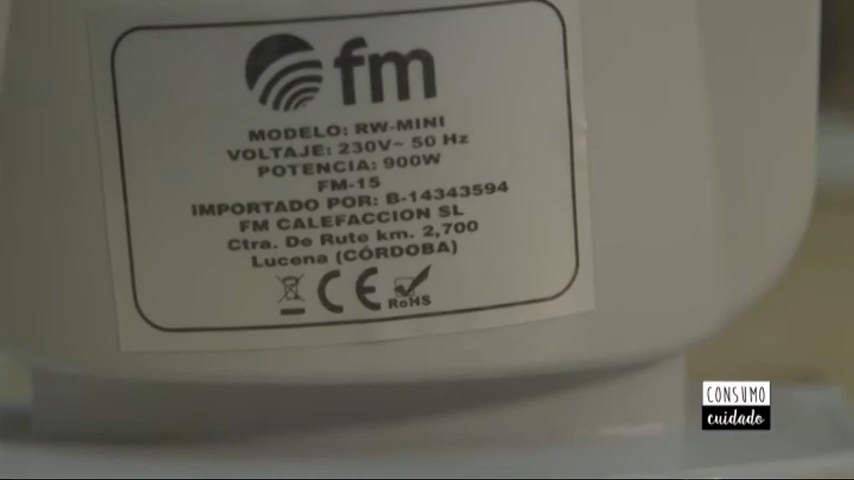 fm
MODELO: RW-MINI
VOLTAJE: 230V~ 50 Hz
POTENCIA: 900W
FM-15
IMPORTADO POR: B-14343594
FM CALEFACCION SL
Ctra. De Rute km. 2,700
Lucena (CÓRDOBA)
CE RoHS
CONSUMO
cuidado